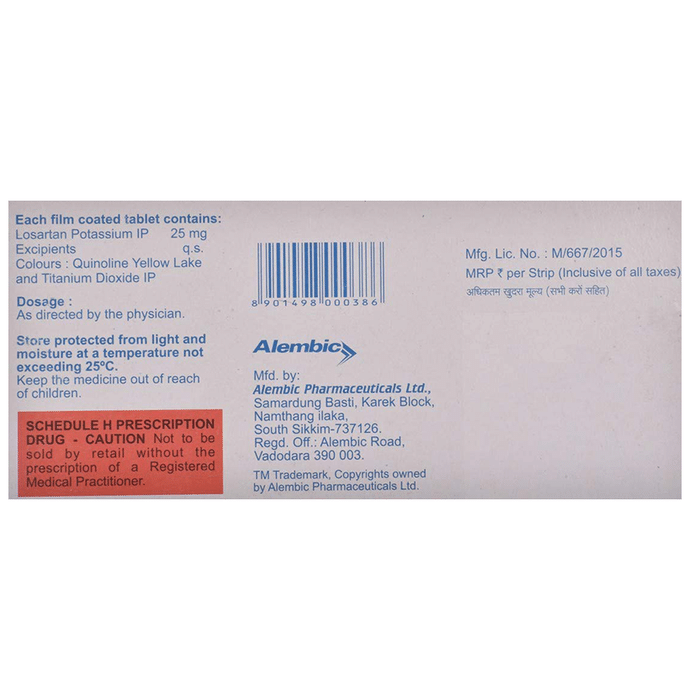 Each film coated tablet contains:
Losartan Potassium IP 25 mg
Excipients q.s.
Colours : Quinoline Yellow Lake
and Titanium Dioxide IP
Dosage :
As directed by the physician.
Store protected from light and
moisture at a temperature not
exceeding 25ºC.
Keep the medicine out of reach
of children.
SCHEDULE H PRESCRIPTION
DRUG - CAUTION Not to be
sold by retail without the
prescription of a Registered
Medical Practitioner.
8 901498 000386
Alembic
Mfd. by:
Alembic Pharmaceuticals Ltd.,
Samardung Basti, Karek Block,
Namthang ilaka,
South Sikkim-737126.
Regd. Off.: Alembic Road,
Vadodara 390 003.
TM Trademark, Copyrights owned
by Alembic Pharmaceuticals Ltd.
Mfg. Lic. No. : M/667/2015
MRP ₹ per Strip (Inclusive of all taxes)
अधिकतम खुदरा मूल्य (सभी करों सहित)